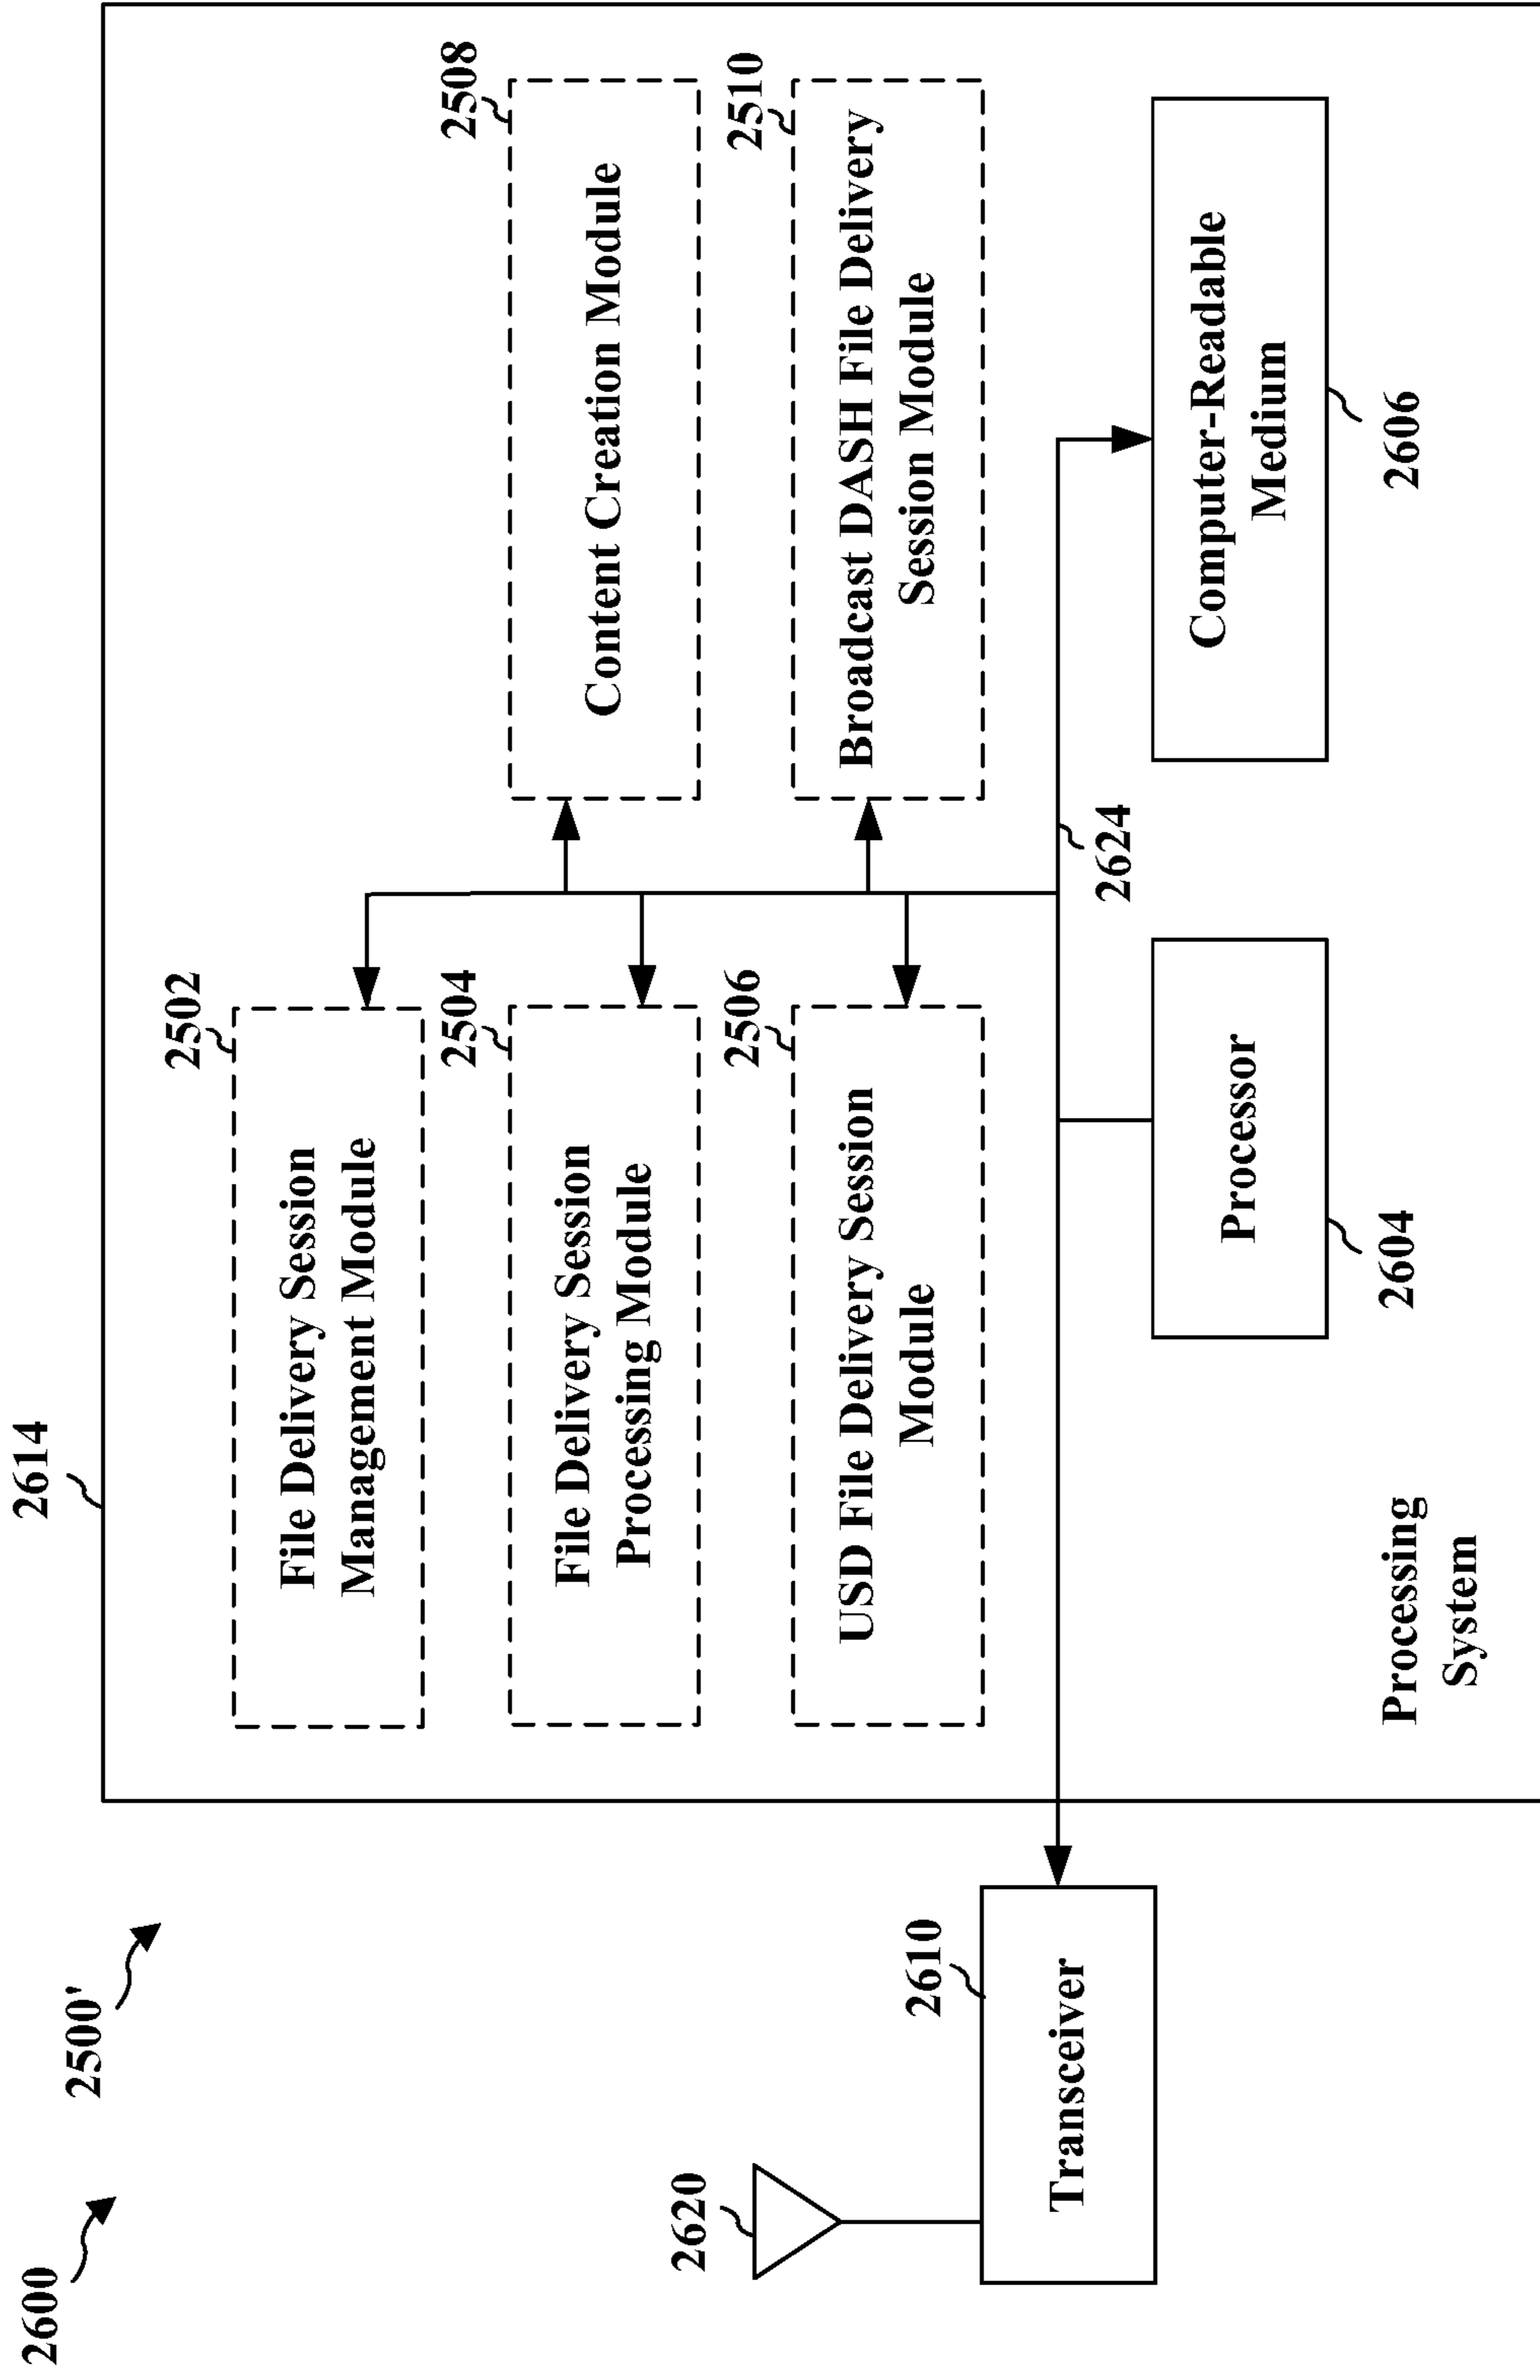 2600
2500'
2614
2502
File Delivery Session
Management Module
2504
File Delivery Session
Processing Module
2508
Content Creation Module
2506
USD File Delivery Session
Module
2510
Broadcast DASH File Delivery
Session Module
2620
2610
Transceiver
2624
Processor
2604
Computer-Readable
Medium
2606
Processing
System